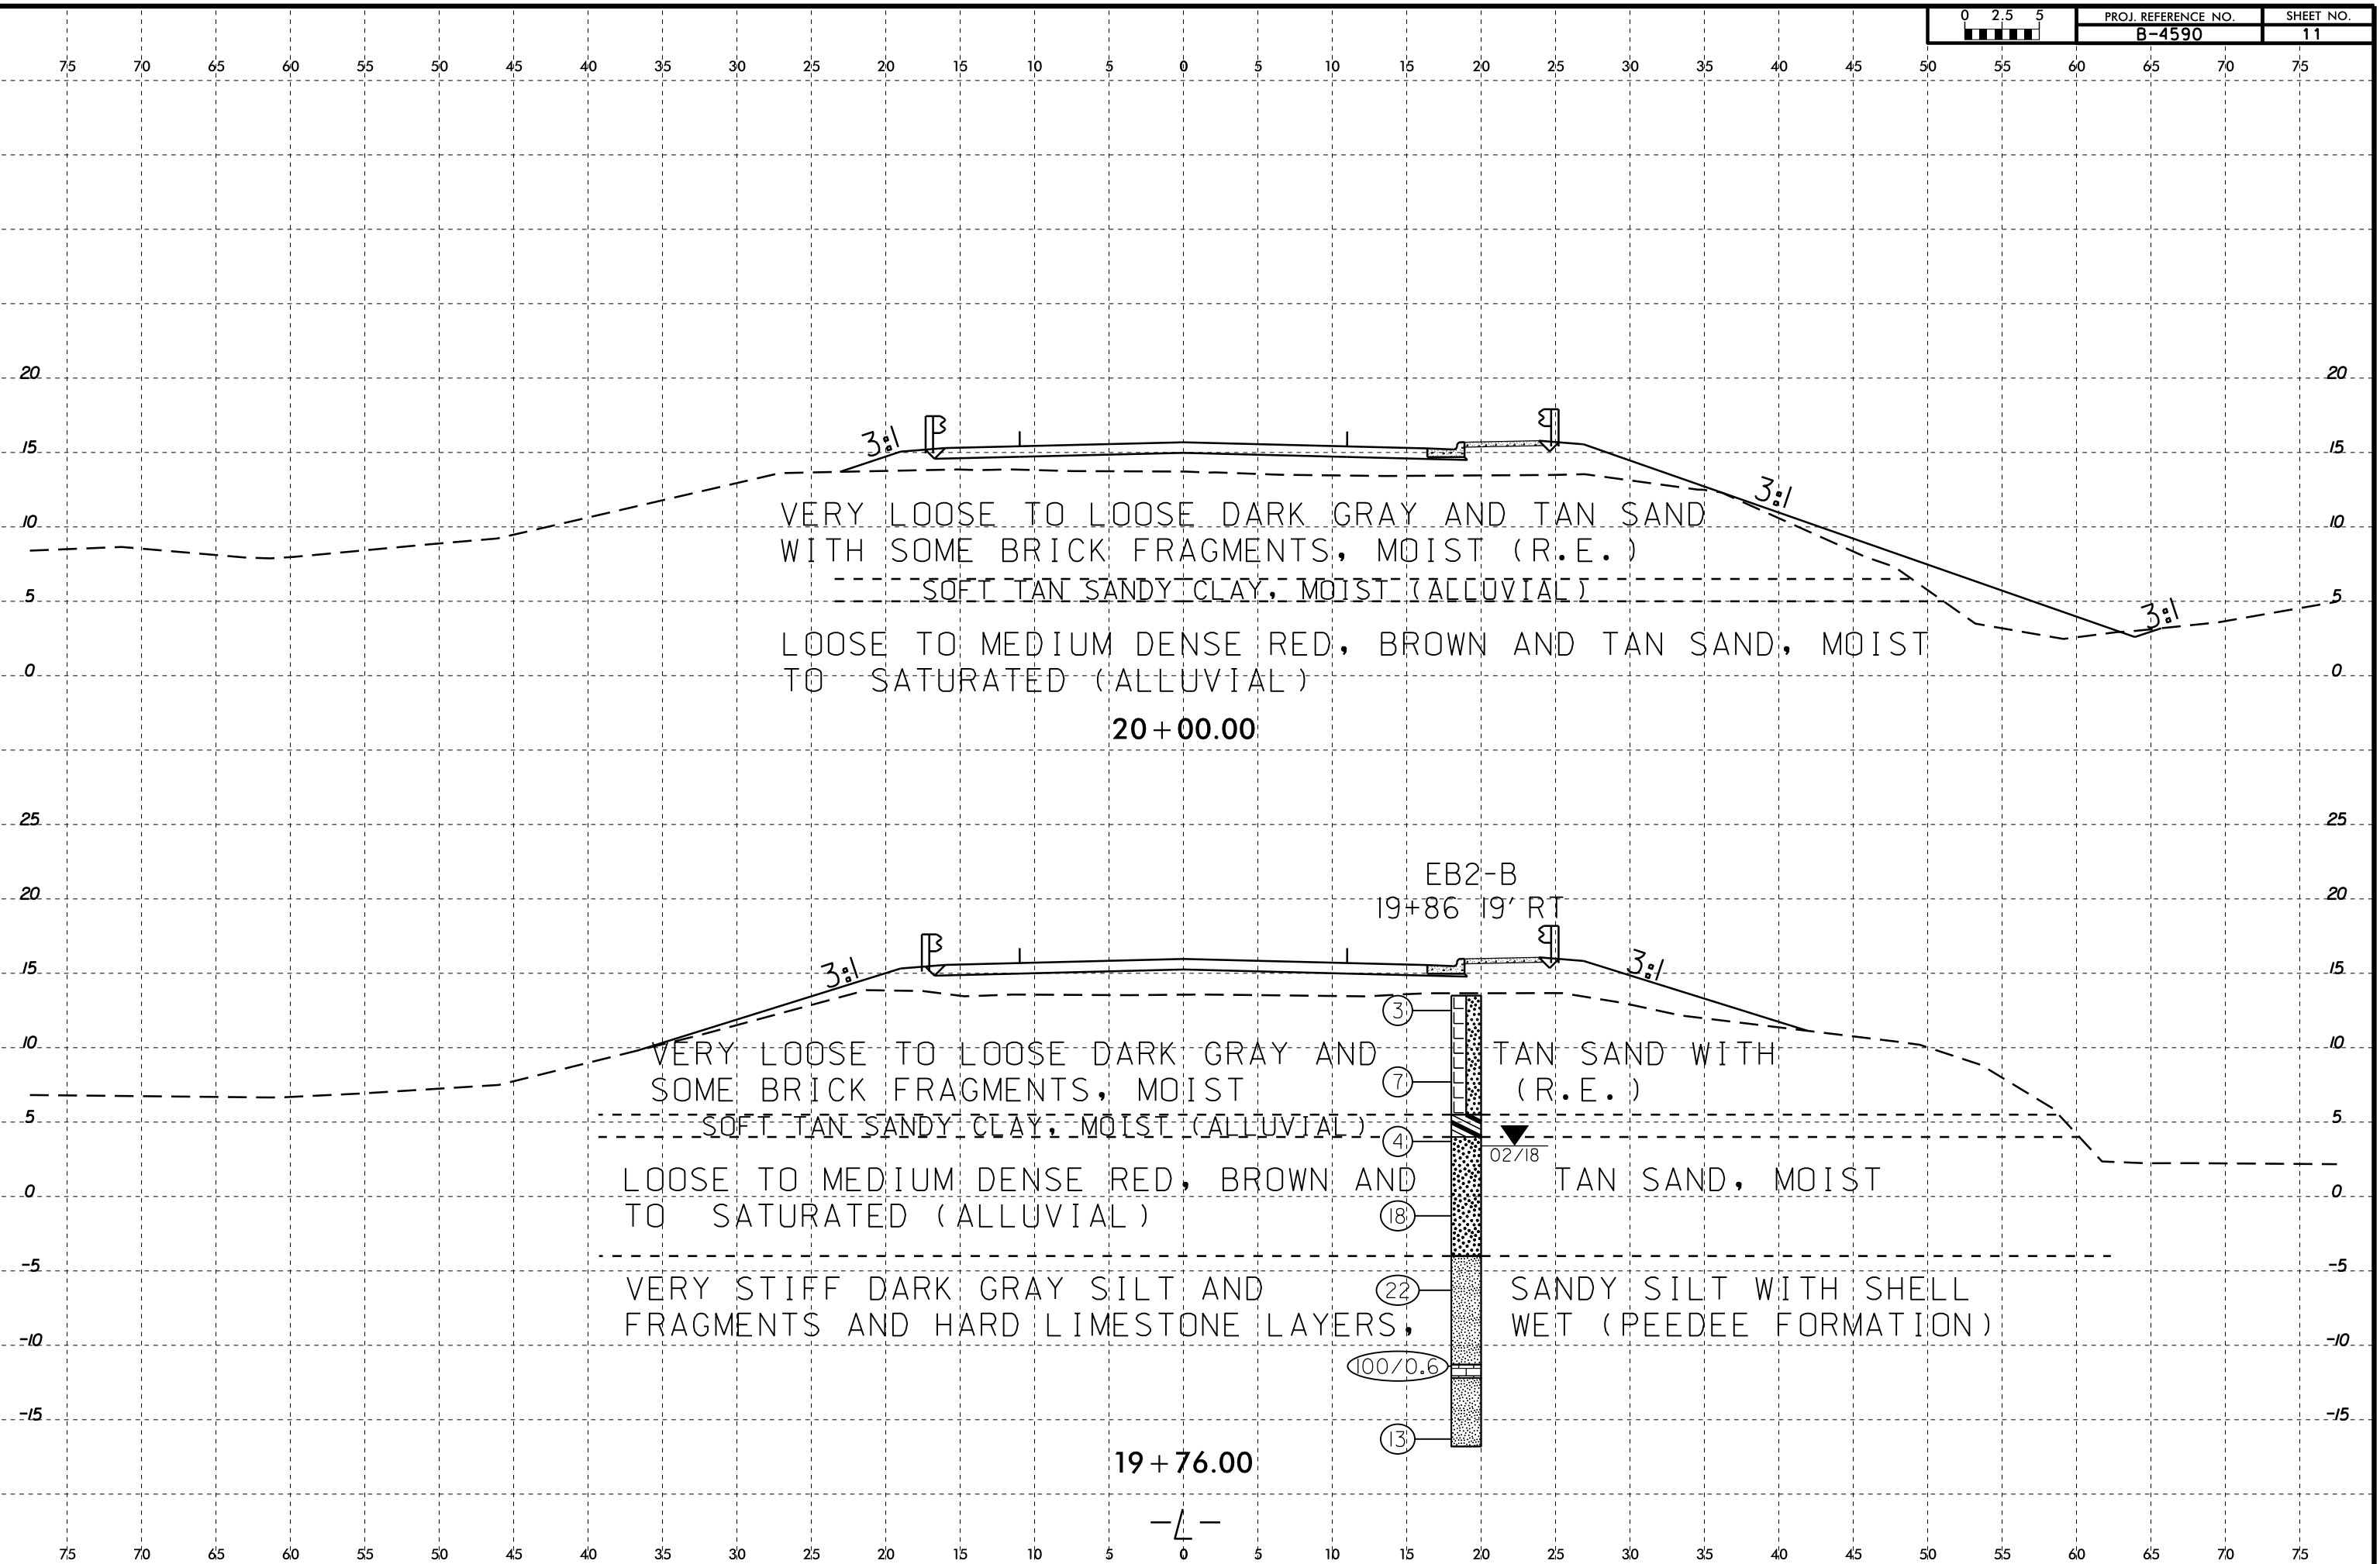 0 2.5 5
PROJ. REFERENCE NO. SHEET NO.
B-4590 11
75 70 65 60 55 50 45 40 35 30 25 20 15 10 5 0 5 10 15 20 25 30 35 40 45 50 55 60 65 70 75
20 20
15 3:1 15
10 3:1 10
VERY LOOSE TO LOOSE DARK GRAY AND TAN SAND
WITH SOME BRICK FRAGMENTS, MOIST (R.E.)
SOFT TAN SANDY CLAY, MOIST (ALLUVIAL)
5 3:1 5
LOOSE TO MEDIUM DENSE RED, BROWN AND TAN SAND, MOIST
0 0
TO SATURATED (ALLUVIAL)
20+00.00
25 25
EB2-B
20 20
19+86 19' RT
15 3:1 3:1 15
3
10 10
VERY LOOSE TO LOOSE DARK GRAY AND TAN SAND WITH
SOME BRICK FRAGMENTS, MOIST 7 (R.E.)
5 5
SOFT TAN SANDY CLAY, MOIST (ALLUVIAL)
4
02/18
LOOSE TO MEDIUM DENSE RED, BROWN AND TAN SAND, MOIST
0 0
TO SATURATED (ALLUVIAL) 18
-5 -5
VERY STIFF DARK GRAY SILT AND 22 SANDY SILT WITH SHELL
FRAGMENTS AND HARD LIMESTONE LAYERS, WET (PEEDEE FORMATION)
-10 -10
100/0.6
-15 -15
13
19+76.00
-L-
75 70 65 60 55 50 45 40 35 30 25 20 15 10 5 0 5 10 15 20 25 30 35 40 45 50 55 60 65 70 75